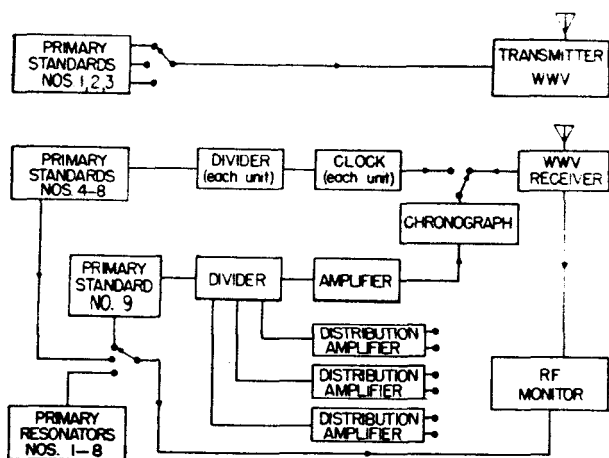 PRIMARY
STANDARDS
NOS. 1,2,3
TRANSMITTER
WWV
PRIMARY
STANDARDS
NOS. 4-8
DIVIDER
(each unit)
CLOCK
(each unit)
WWV
RECEIVER
CHRONOGRAPH
PRIMARY
STANDARD
NO. 9
DIVIDER
AMPLIFIER
DISTRIBUTION
AMPLIFIER
DISTRIBUTION
AMPLIFIER
DISTRIBUTION
AMPLIFIER
RF
MONITOR
PRIMARY
RESONATORS
NOS. 1-8